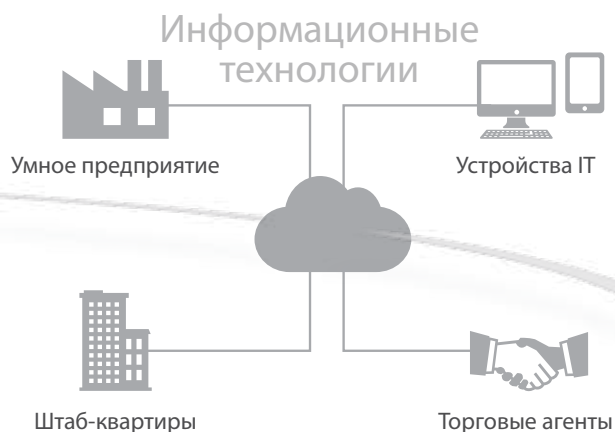 Информационные
технологии
Умное предприятие
Устройства IT
Штаб-квартиры
Торговые агенты